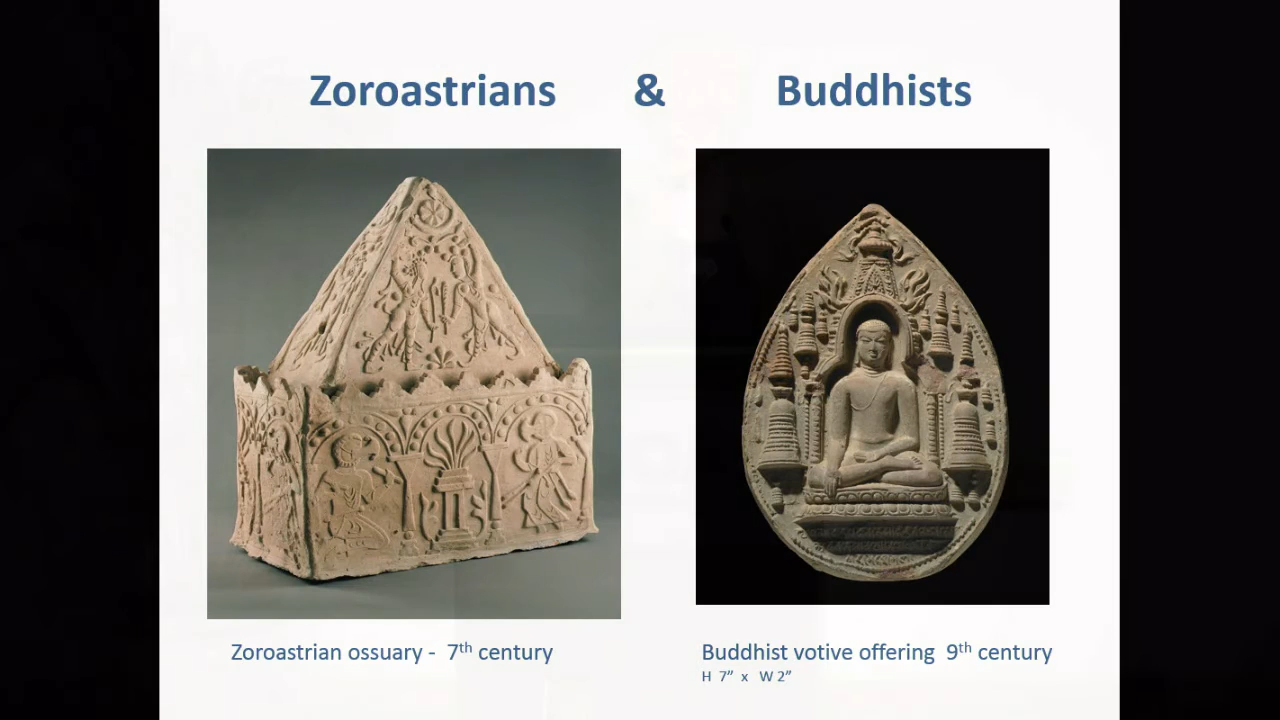 Zoroastrians & Buddhists
Zoroastrian ossuary - 7th century
Buddhist votive offering 9th century
H 7” x W 2”